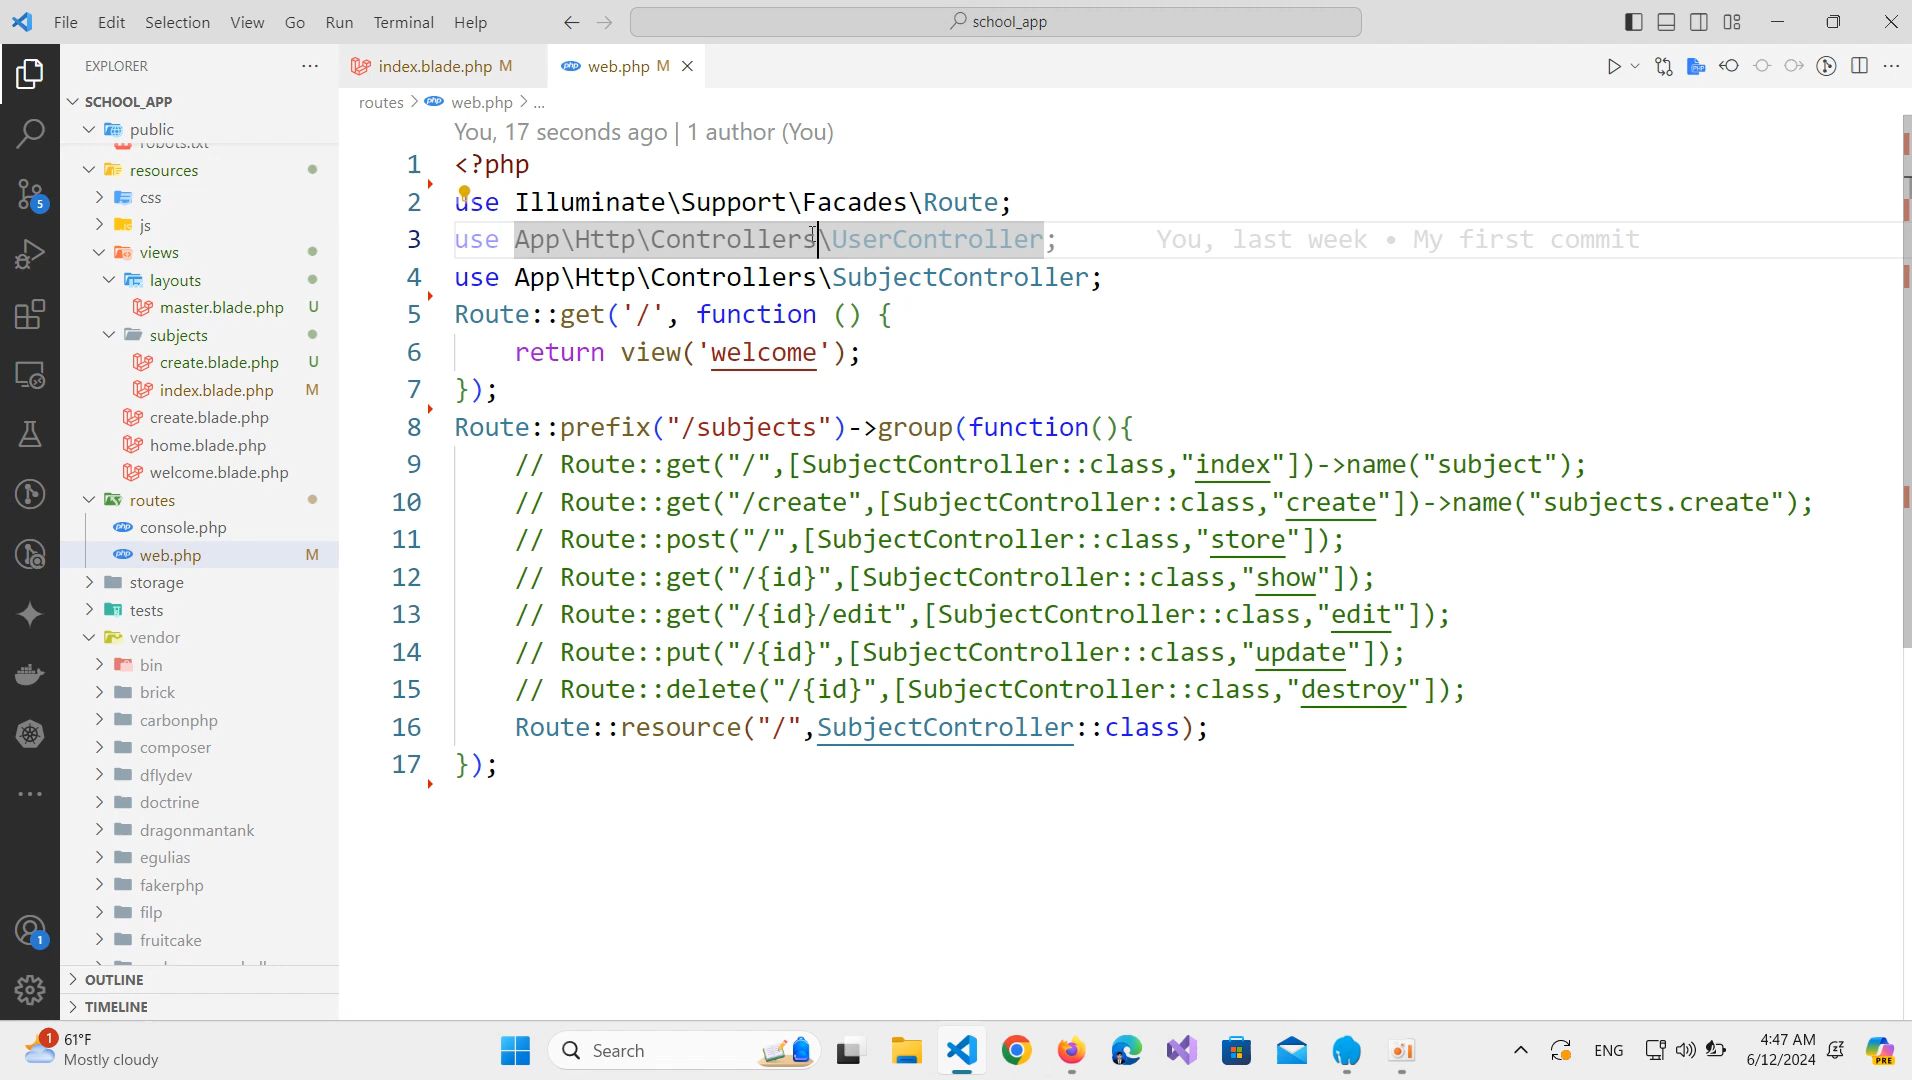 File Edit Selection View Go Run Terminal Help
school_app
EXPLORER
index.blade.php M
web.php M
SCHOOL_APP
public
robots.txt
resources
css
js
views
layouts
master.blade.php U
subjects
create.blade.php U
index.blade.php M
create.blade.php
home.blade.php
welcome.blade.php
routes
console.php
web.php M
storage
tests
vendor
bin
brick
carbonphp
composer
dflydev
doctrine
dragonmantank
egulias
fakerphp
filp
fruitcake
OUTLINE
TIMELINE
5
1
routes > web.php > ...
You, 17 seconds ago | 1 author (You)
1 <?php
2 use Illuminate\Support\Facades\Route;
3 use App\Http\Controllers\UserController; You, last week • My first commit
4 use App\Http\Controllers\SubjectController;
5 Route::get('/', function () {
6 return view('welcome');
7 });
8 Route::prefix("/subjects")->group(function(){
9 // Route::get("/",[SubjectController::class,"index"])->name("subject");
10 // Route::get("/create",[SubjectController::class,"create"])->name("subjects.create");
11 // Route::post("/",[SubjectController::class,"store"]);
12 // Route::get("/{id}",[SubjectController::class,"show"]);
13 // Route::get("/{id}/edit",[SubjectController::class,"edit"]);
14 // Route::put("/{id}",[SubjectController::class,"update"]);
15 // Route::delete("/{id}",[SubjectController::class,"destroy"]);
16 Route::resource("/",SubjectController::class);
17 });
1
61°F
Mostly cloudy
Search
ENG
4:47 AM
6/12/2024
PRE